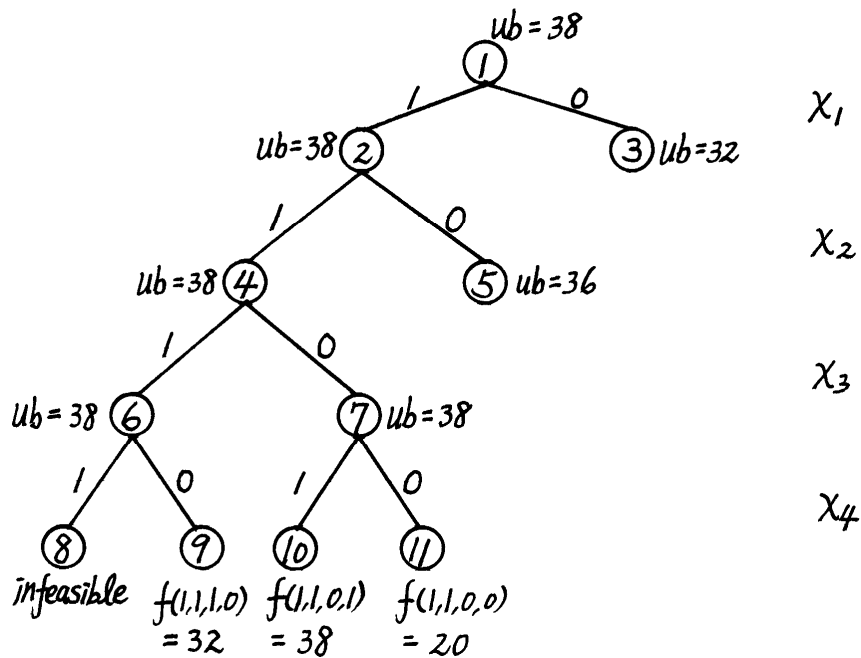 ub=38
1
1
0
x₁
ub=38
2
3
ub=32
1
0
x₂
ub=38
4
5
ub=36
1
0
x₃
ub=38
6
7
ub=38
1
0
1
0
x₄
8
9
10
11
infeasible
f(1,1,1,0)
=32
f(1,1,0,1)
=38
f(1,1,0,0)
=20